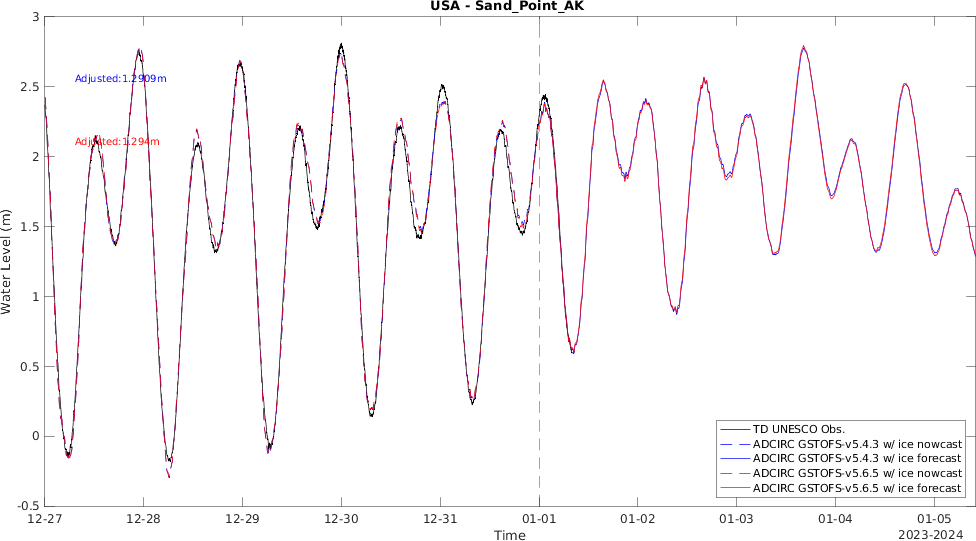 USA - Sand_Point_AK
3
2.5
2
1.5
1
0.5
0
-0.5
Water Level (m)
Adjusted:1.2909m
Adjusted:1.294m
TD UNESCO Obs.
ADCIRC GSTOFS-v5.4.3 w/ ice nowcast
ADCIRC GSTOFS-v5.4.3 w/ ice forecast
ADCIRC GSTOFS-v5.6.5 w/ ice nowcast
ADCIRC GSTOFS-v5.6.5 w/ ice forecast
12-27 12-28 12-29 12-30 12-31 01-01 01-02 01-03 01-04 01-05
Time
2023-2024